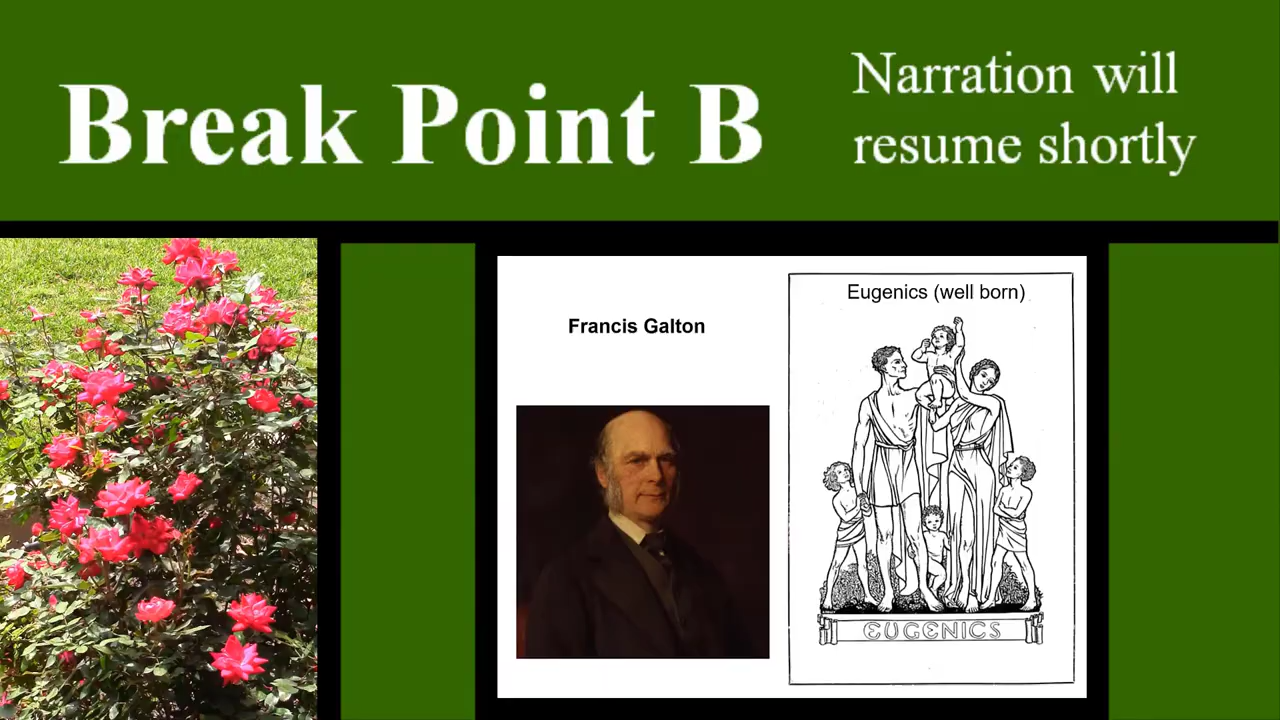 Break Point B
Narration will
resume shortly
Francis Galton
Eugenics (well born)
EUGENICS